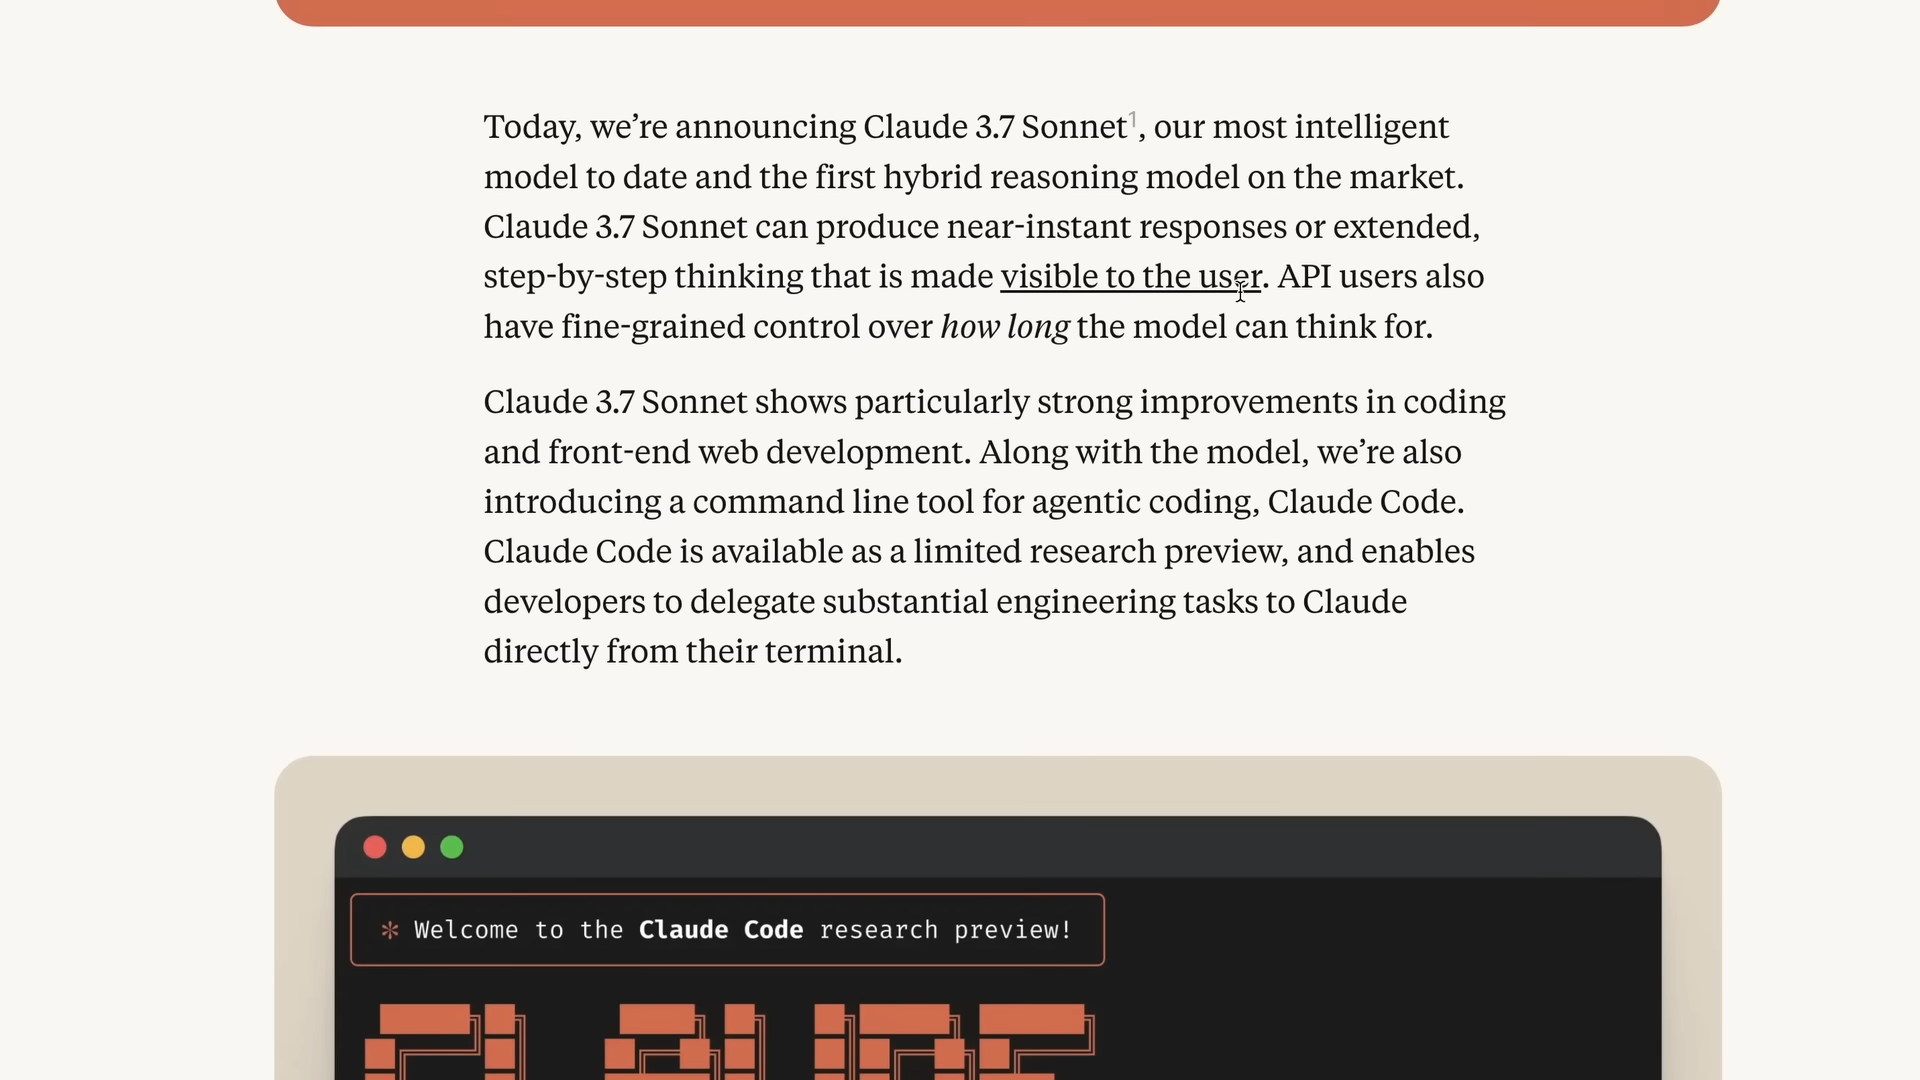 Today, we’re announcing Claude 3.7 Sonnet1, our most intelligent
model to date and the first hybrid reasoning model on the market.
Claude 3.7 Sonnet can produce near-instant responses or extended,
step-by-step thinking that is made visible to the user. API users also
have fine-grained control over how long the model can think for.
Claude 3.7 Sonnet shows particularly strong improvements in coding
and front-end web development. Along with the model, we’re also
introducing a command line tool for agentic coding, Claude Code.
Claude Code is available as a limited research preview, and enables
developers to delegate substantial engineering tasks to Claude
directly from their terminal.
✻ Welcome to the Claude Code research preview!
CLAUDE